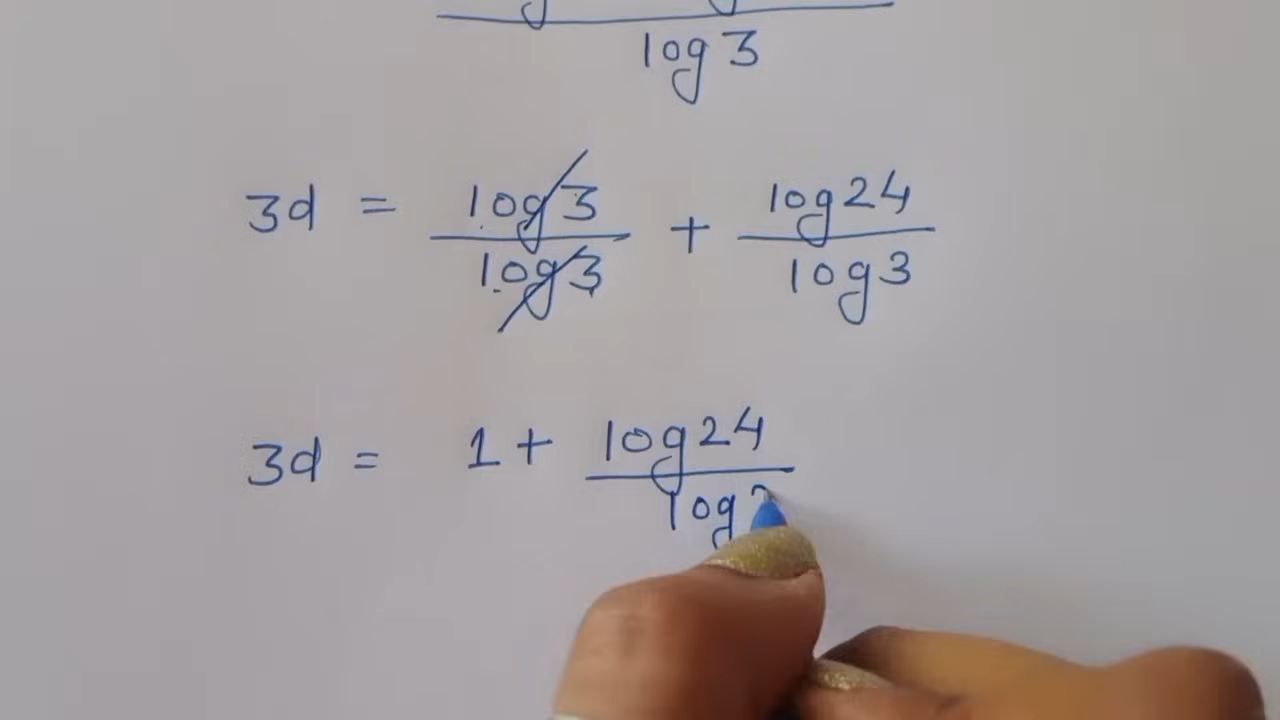 log 3
3d = log 3 / log 3 + log 24 / log 3
3d = 1 + log 24 / log